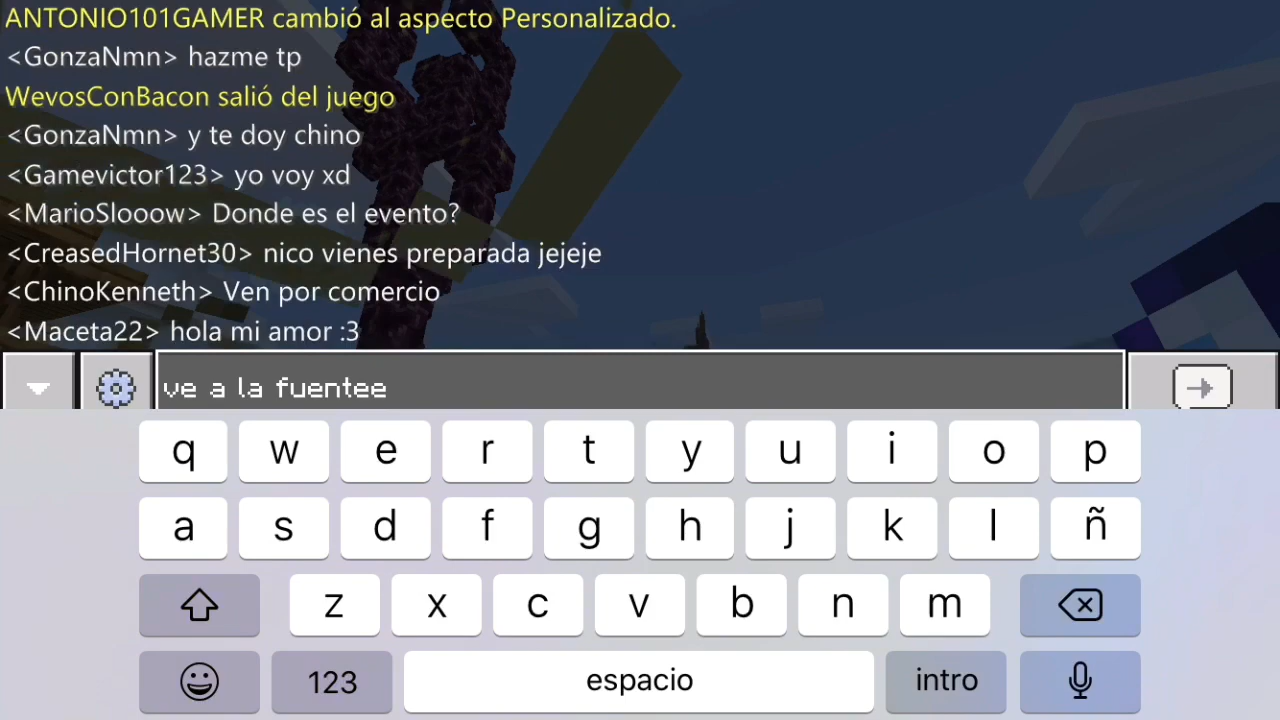 ANTONIO101GAMER cambió al aspecto Personalizado.
<GonzaNmn> hazme tp
WevosConBacon salió del juego
<GonzaNmn> y te doy chino
<Gamevictor123> yo voy xd
<MarioSlooow> Donde es el evento?
<CreasedHornet30> nico vienes preparada jejeje
<ChinoKenneth> Ven por comercio
<Maceta22> hola mi amor :3
ve a la fuentee
q w e r t y u i o p
a s d f g h j k l ñ
z x c v b n m
123 espacio intro